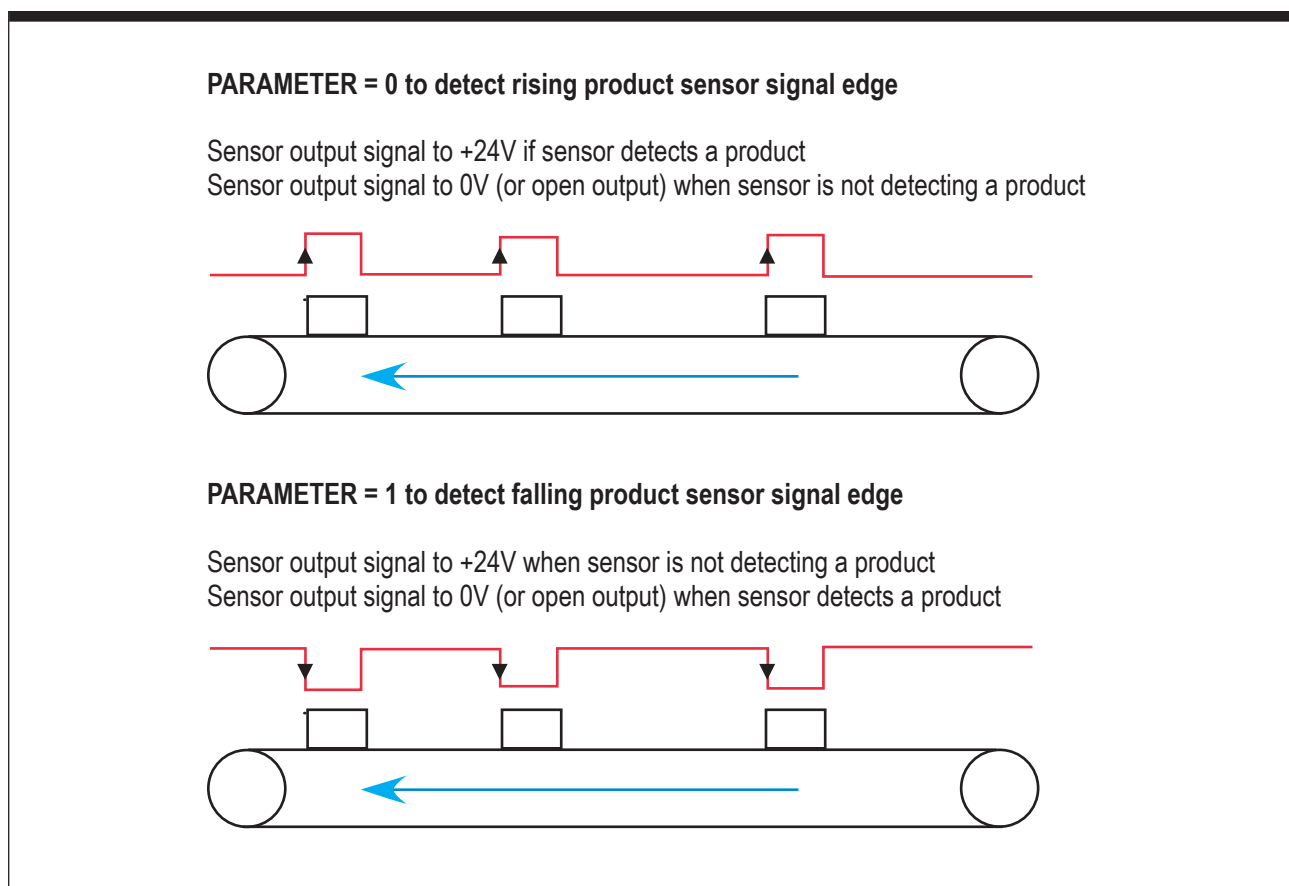 PARAMETER = 0 to detect rising product sensor signal edge
Sensor output signal to +24V if sensor detects a product
Sensor output signal to 0V (or open output) when sensor is not detecting a product
PARAMETER = 1 to detect falling product sensor signal edge
Sensor output signal to +24V when sensor is not detecting a product
Sensor output signal to 0V (or open output) when sensor detects a product